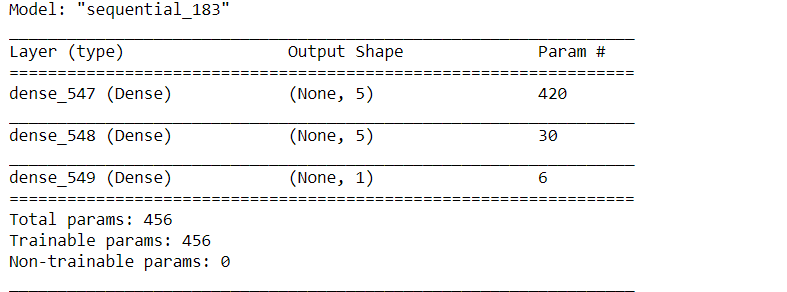 Model: "sequential_183"
_________________________________________________________________
Layer (type)                 Output Shape              Param #
=================================================================
dense_547 (Dense)            (None, 5)                 420
_________________________________________________________________
dense_548 (Dense)            (None, 5)                 30
_________________________________________________________________
dense_549 (Dense)            (None, 1)                 6
=================================================================
Total params: 456
Trainable params: 456
Non-trainable params: 0
_________________________________________________________________